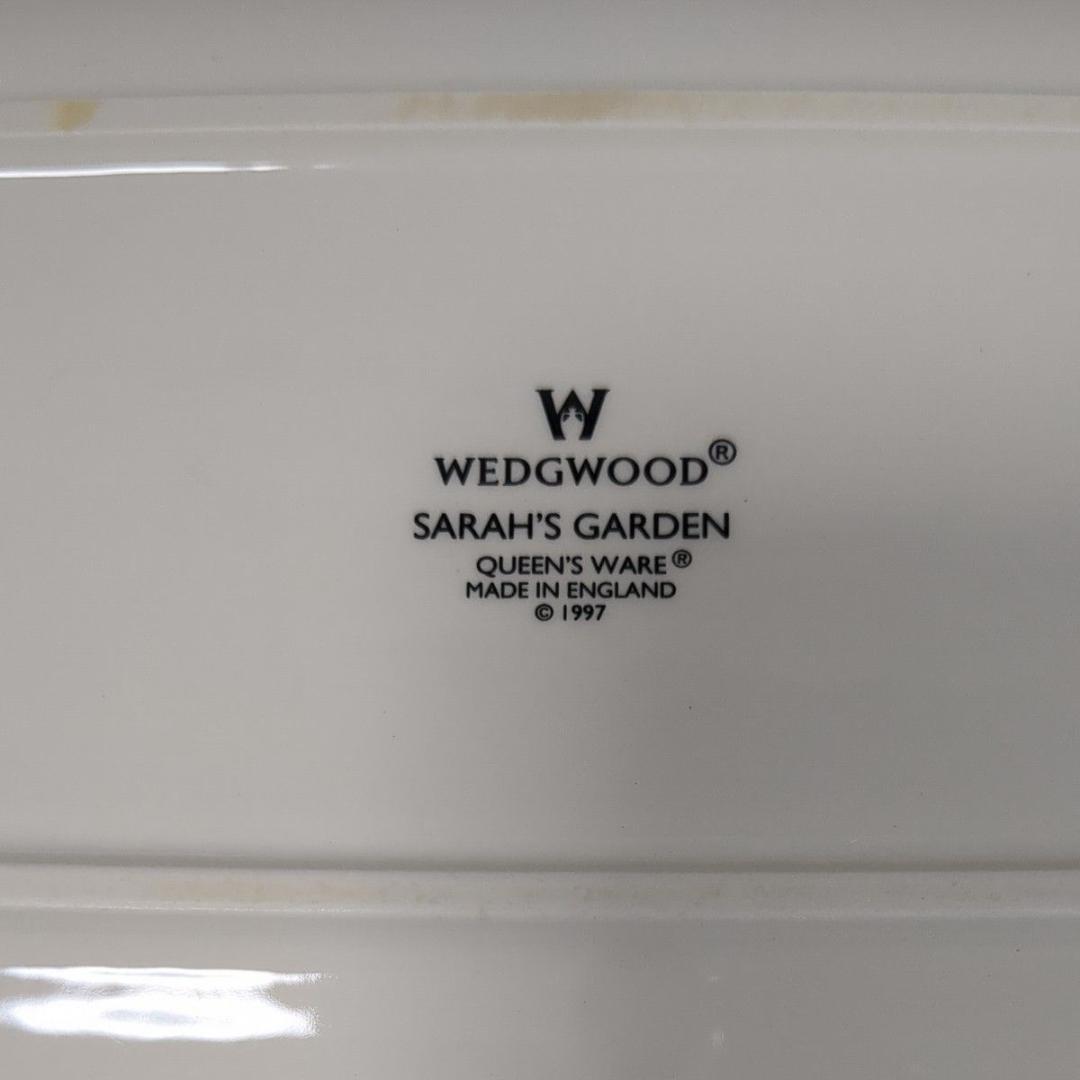 W
WEDGWOOD®
SARAH'S GARDEN
QUEEN'S WARE®
MADE IN ENGLAND
© 1997